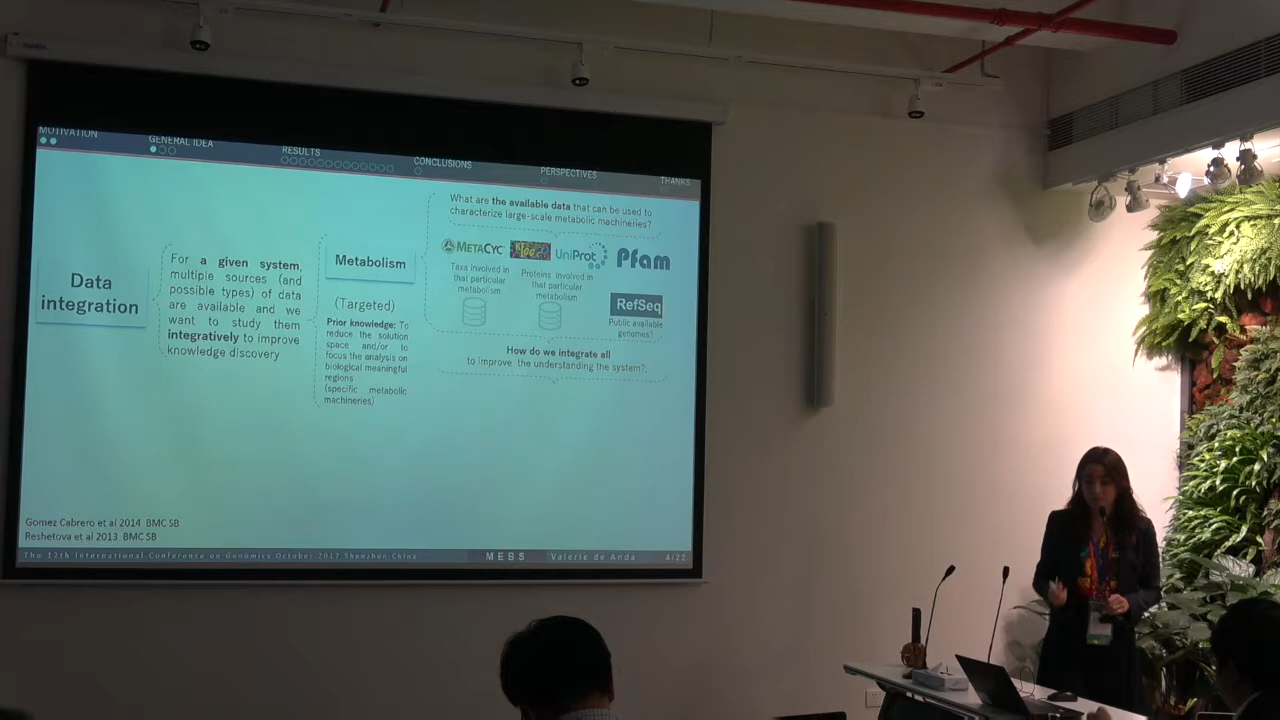 MOTIVATION
GENERAL IDEA
RESULTS
CONCLUSIONS
PERSPECTIVES
THANKS
Data
integration
For a given system,
multiple sources (and
possible types) of data
are available and we
want to study them
integratively to improve
knowledge discovery
Metabolism
(Targeted)
Prior knowledge: To
reduce the solution
space and/or to
focus the analysis on
biological meaningful
regions
(specific metabolic
machineries)
What are the available data that can be used to
characterize large-scale metabolic machineries?
METACYC
UniProt
Pfam
Taxa involved in
that particular
metabolism
Proteins involved in
that particular
metabolism
RefSeq
Public available
genomes?
How do we integrate all
to improve the understanding the system?,
Gomez Cabrero et al 2014 BMC SB
Reshetova et al 2013 BMC SB
The 12th International Conference on Genomics October 2017 Shenzhen China
MEBS
Valerie de Anda
4/22